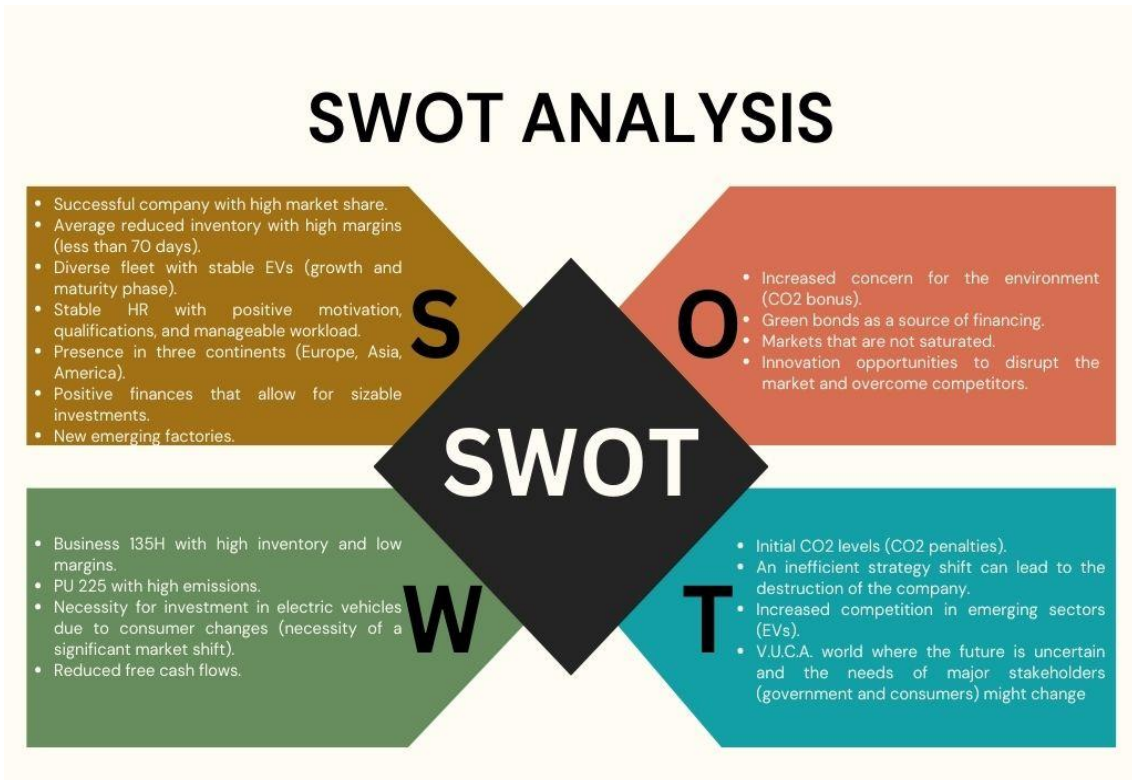 SWOT ANALYSIS
• Successful company with high market share.
• Average reduced inventory with high margins
(less than 70 days).
• Diverse fleet with stable EVs (growth and
maturity phase).
• Stable HR with positive motivation,
qualifications, and manageable workload.
• Presence in three continents (Europe, Asia,
America).
• Positive finances that allow for sizable
investments.
• New emerging factories.
S
O
• Increased concern for the environment
(CO2 bonus).
• Green bonds as a source of financing.
• Markets that are not saturated.
• Innovation opportunities to disrupt the
market and overcome competitors.
SWOT
• Business 135H with high inventory and low
margins.
• PU 225 with high emissions.
• Necessity for investment in electric vehicles
due to consumer changes (necessity of a
significant market shift).
• Reduced free cash flows.
W
T
• Initial CO2 levels (CO2 penalties).
• An inefficient strategy shift can lead to the
destruction of the company.
• Increased competition in emerging sectors
(EVs).
• V.U.C.A. world where the future is uncertain
and the needs of major stakeholders
(government and consumers) might change